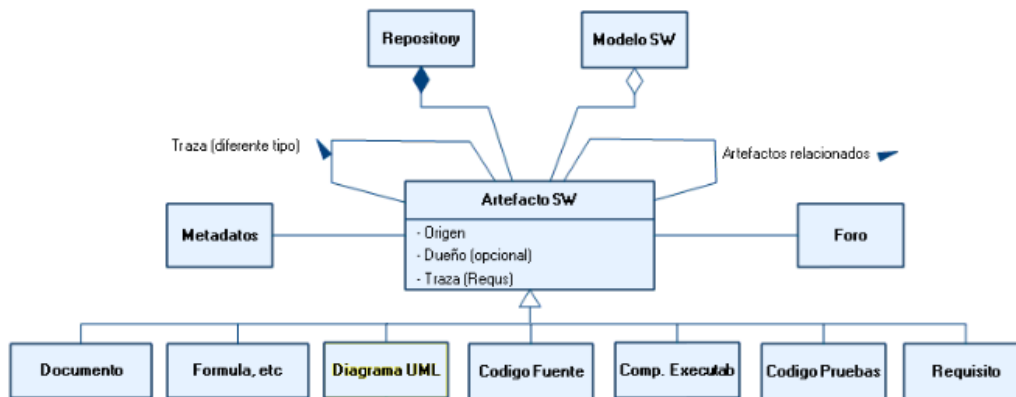 Repository
Modelo SW
Traza (diferente tipo)
Artefactos relacionados
Artefacto SW
Metadatos
- Origen
- Dueño (opcional)
- Traza (Requs)
Foro
Documento
Formula, etc
Diagrama UML
Codigo Fuente
Comp. Executab
Codigo Pruebas
Requisito